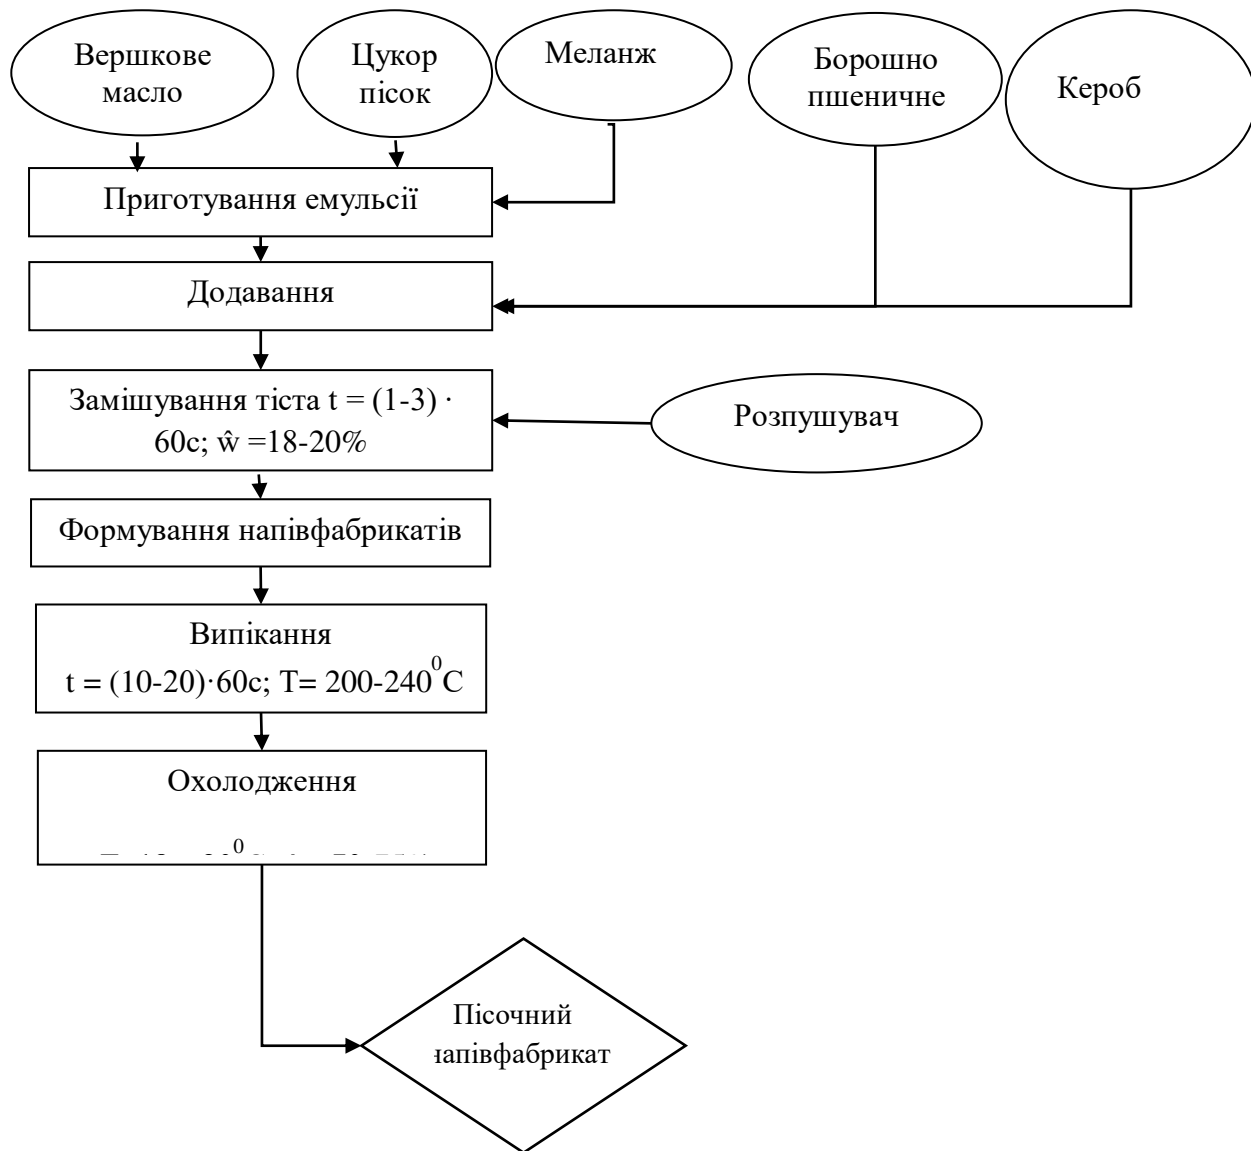 Вершкове
масло
Цукор
пісок
Меланж
Борошно
пшеничне
Кероб
Приготування емульсії
Додавання
Замішування тіста t = (1-3) ·
60с; ŵ =18-20%
Розпушувач
Формування напівфабрикатів
Випікання
t = (10-20)·60с; T= 200-240⁰С
Охолодження
Пісочний
напівфабрикат